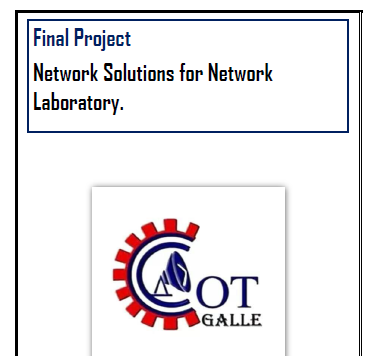 Final Project
Network Solutions for Network
Laboratory.
COT
GALLE